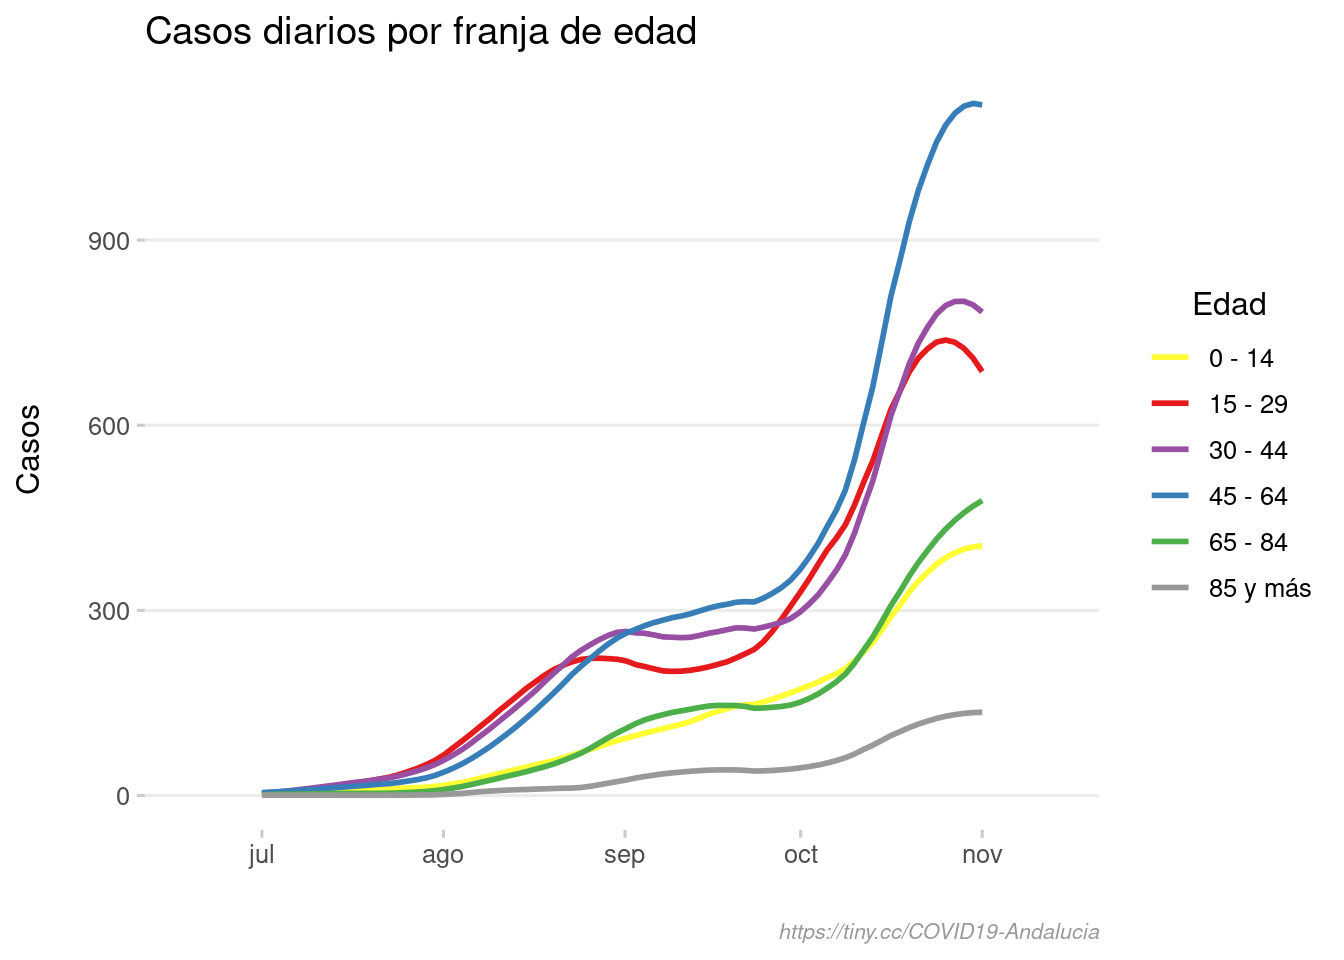 Casos diarios por franja de edad
Casos
900
600
300
0
jul ago sep oct nov
Edad
0 - 14
15 - 29
30 - 44
45 - 64
65 - 84
85 y más
https://tiny.cc/COVID19-Andalucia